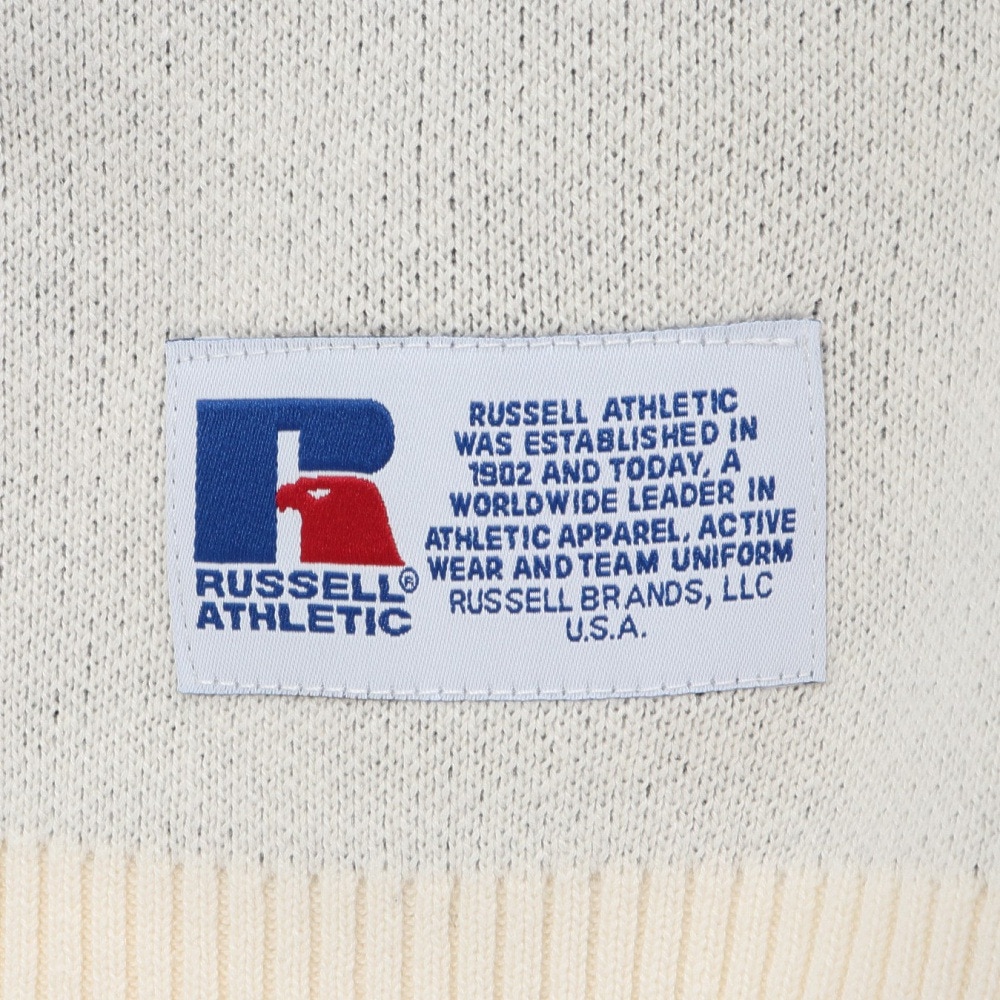 RUSSELL®
ATHLETIC
RUSSELL ATHLETIC
WAS ESTABLISHED IN
1902 AND TODAY, A
WORLDWIDE LEADER IN
ATHLETIC APPAREL, ACTIVE
WEAR AND TEAM UNIFORM
RUSSELL BRANDS, LLC
U.S.A.